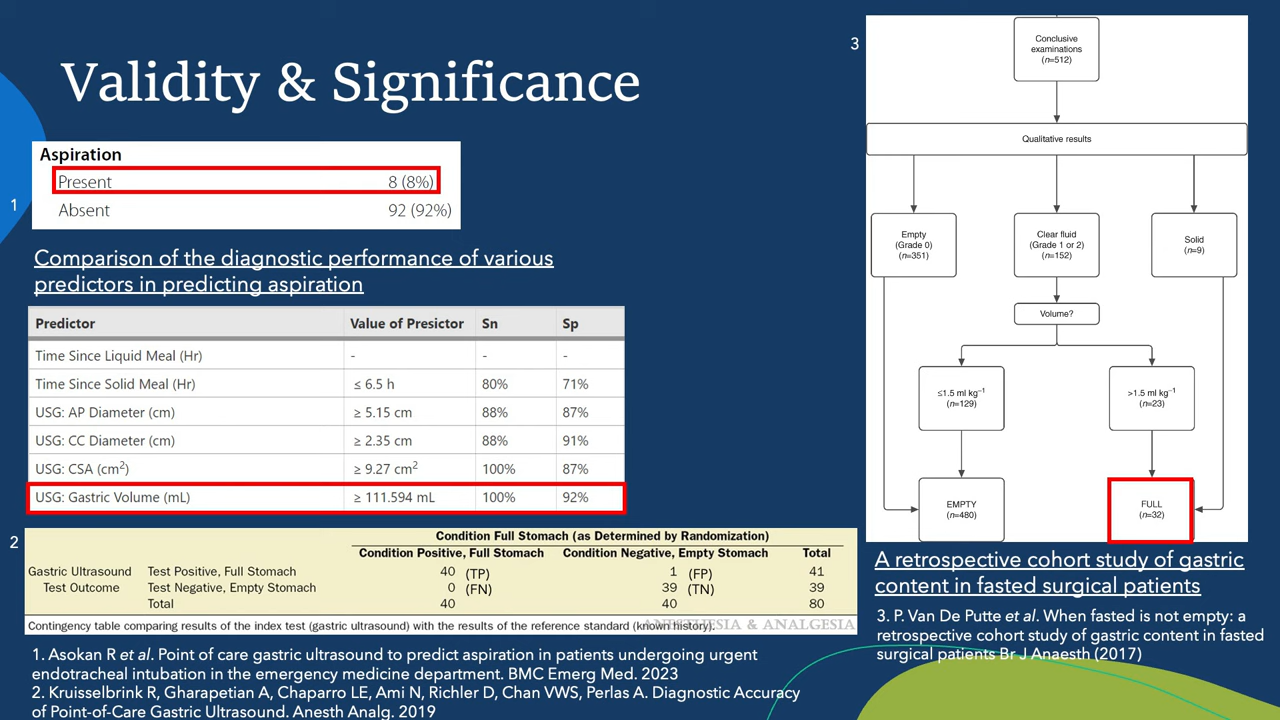 Validity & Significance
1
Aspiration
Present 8 (8%)
Absent 92 (92%)
Comparison of the diagnostic performance of various
predictors in predicting aspiration
Predictor Value of Presictor Sn Sp
Time Since Liquid Meal (Hr) - - -
Time Since Solid Meal (Hr) ≤ 6.5 h 80% 71%
USG: AP Diameter (cm) ≥ 5.15 cm 88% 87%
USG: CC Diameter (cm) ≥ 2.35 cm 88% 91%
USG: CSA (cm²) ≥ 9.27 cm² 100% 87%
USG: Gastric Volume (mL) ≥ 111.594 mL 100% 92%
2
Condition Full Stomach (as Determined by Randomization)
Condition Positive, Full Stomach Condition Negative, Empty Stomach Total
Gastric Ultrasound Test Positive, Full Stomach 40 (TP) 1 (FP) 41
Test Outcome Test Negative, Empty Stomach 0 (FN) 39 (TN) 39
Total 40 40 80
Contingency table comparing results of the index test (gastric ultrasound) with the results of the reference standard (known history).
ANESTHESIA & ANALGESIA
1. Asokan R et al. Point of care gastric ultrasound to predict aspiration in patients undergoing urgent
endotracheal intubation in the emergency medicine department. BMC Emerg Med. 2023
2. Kruisselbrink R, Gharapetian A, Chaparro LE, Ami N, Richler D, Chan VWS, Perlas A. Diagnostic Accuracy
of Point-of-Care Gastric Ultrasound. Anesth Analg. 2019
3
Conclusive
examinations
(n=512)
Qualitative results
Empty
(Grade 0)
(n=351)
Clear fluid
(Grade 1 or 2)
(n=152)
Solid
(n=9)
Volume?
≤1.5 ml kg⁻¹
(n=129)
>1.5 ml kg⁻¹
(n=23)
EMPTY
(n=480)
FULL
(n=32)
A retrospective cohort study of gastric
content in fasted surgical patients
3. P. Van De Putte et al. When fasted is not empty: a
retrospective cohort study of gastric content in fasted
surgical patients Br J Anaesth (2017)